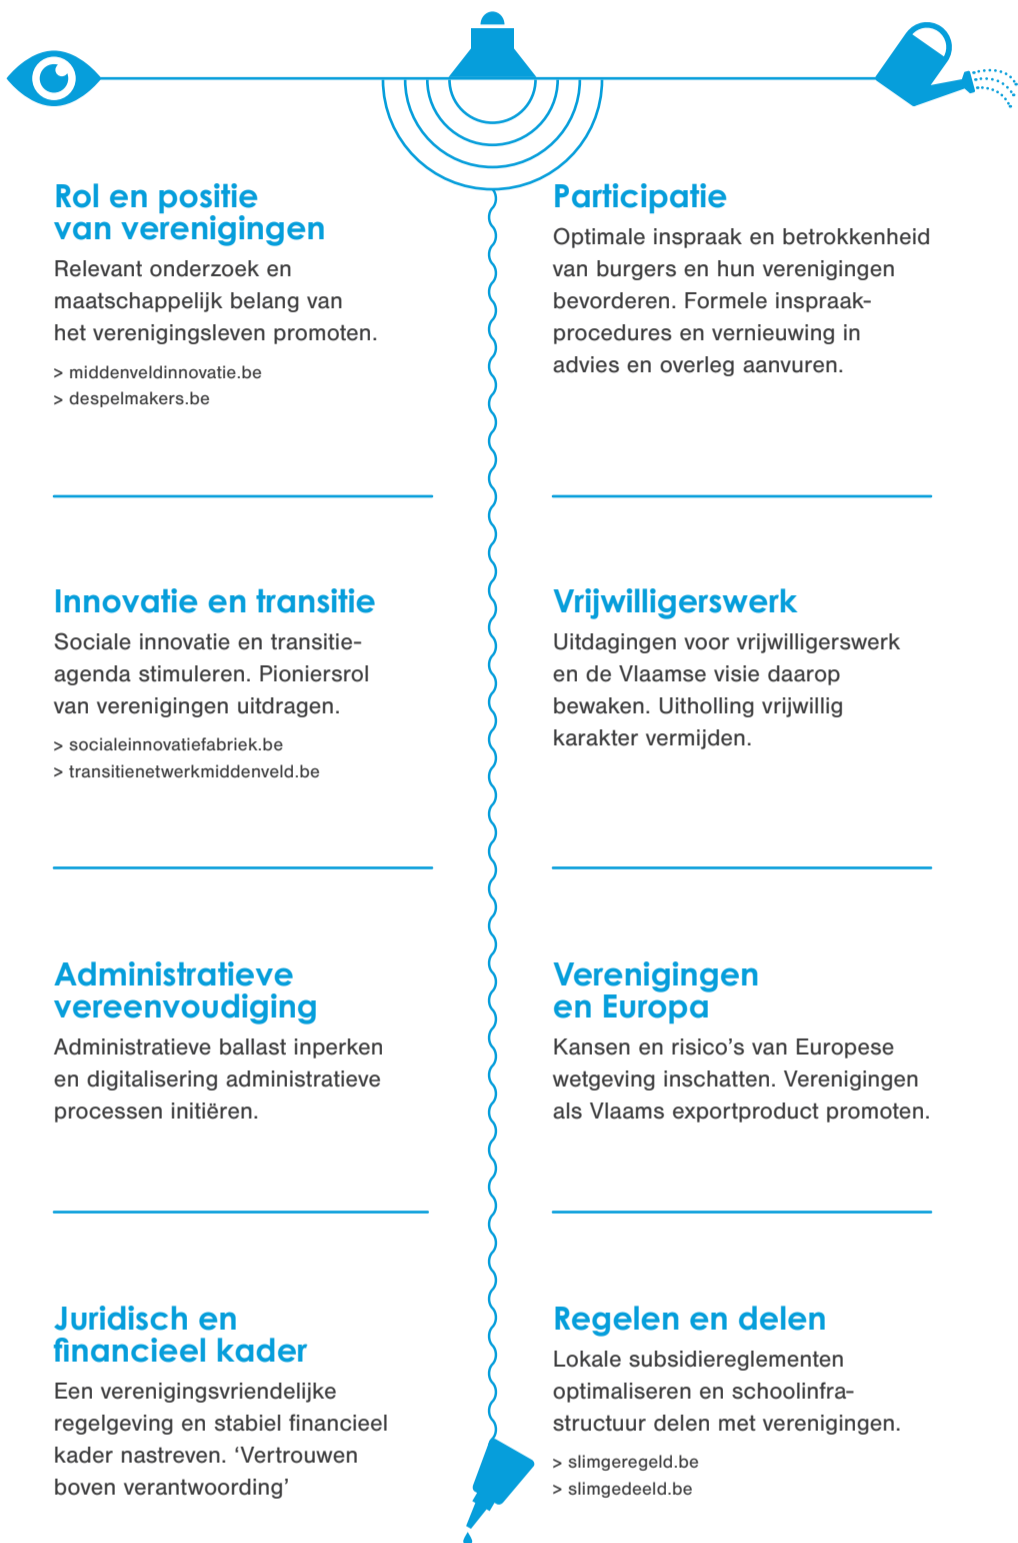 Rol en positie
van verenigingen
Relevant onderzoek en
maatschappelijk belang van
het verenigingsleven promoten.
> middenveldinnovatie.be
> despelmakers.be
Participatie
Optimale inspraak en betrokkenheid
van burgers en hun verenigingen
bevorderen. Formele inspraak-
procedures en vernieuwing in
advies en overleg aanvuren.
Innovatie en transitie
Sociale innovatie en transitie-
agenda stimuleren. Pioniersrol
van verenigingen uitdragen.
> socialeinnovatiefabriek.be
> transitienetwerkmiddenveld.be
Vrijwilligerswerk
Uitdagingen voor vrijwilligerswerk
en de Vlaamse visie daarop
bewaken. Uitholling vrijwillig
karakter vermijden.
Administratieve
vereenvoudiging
Administratieve ballast inperken
en digitalisering administratieve
processen initiëren.
Verenigingen
en Europa
Kansen en risico’s van Europese
wetgeving inschatten. Verenigingen
als Vlaams exportproduct promoten.
Juridisch en
financieel kader
Een verenigingsvriendelijke
regelgeving en stabiel financieel
kader nastreven. ‘Vertrouwen
boven verantwoording’
Regelen en delen
Lokale subsidiereglementen
optimaliseren en schoolinfra-
structuur delen met verenigingen.
> slimgeregeld.be
> slimgedeeld.be